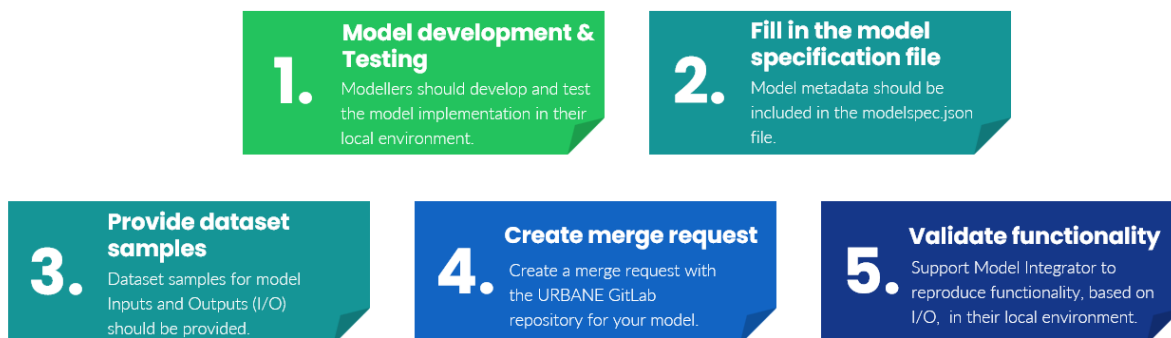 1.
Model development &
Testing
Modellers should develop and test
the model implementation in their
local environment.
2.
Fill in the model
specification file
Model metadata should be
included in the modelspec.json
file.
3.
Provide dataset
samples
Dataset samples for model
Inputs and Outputs (I/O)
should be provided.
4.
Create merge request
Create a merge request with
the URBANE GitLab
repository for your model.
5.
Validate functionality
Support Model Integrator to
reproduce functionality, based on
I/O, in their local environment.